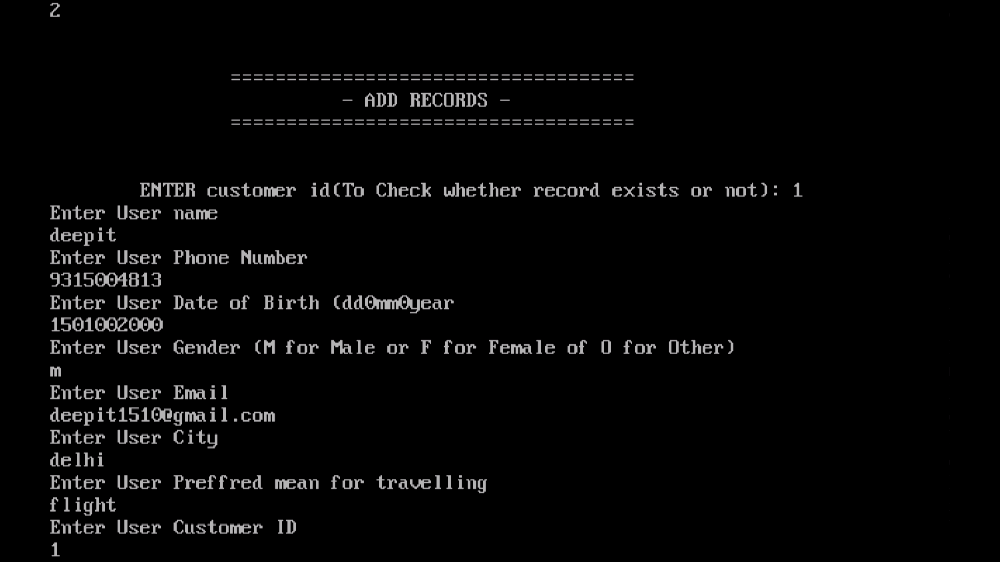 2
====================================
- ADD RECORDS -
====================================
ENTER customer id(To Check whether record exists or not): 1
Enter User name
deepit
Enter User Phone Number
9315004813
Enter User Date of Birth (dd0mm0year
1501002000
Enter User Gender (M for Male or F for Female of O for Other)
m
Enter User Email
deepit1510@gmail.com
Enter User City
delhi
Enter User Preffred mean for travelling
flight
Enter User Customer ID
1